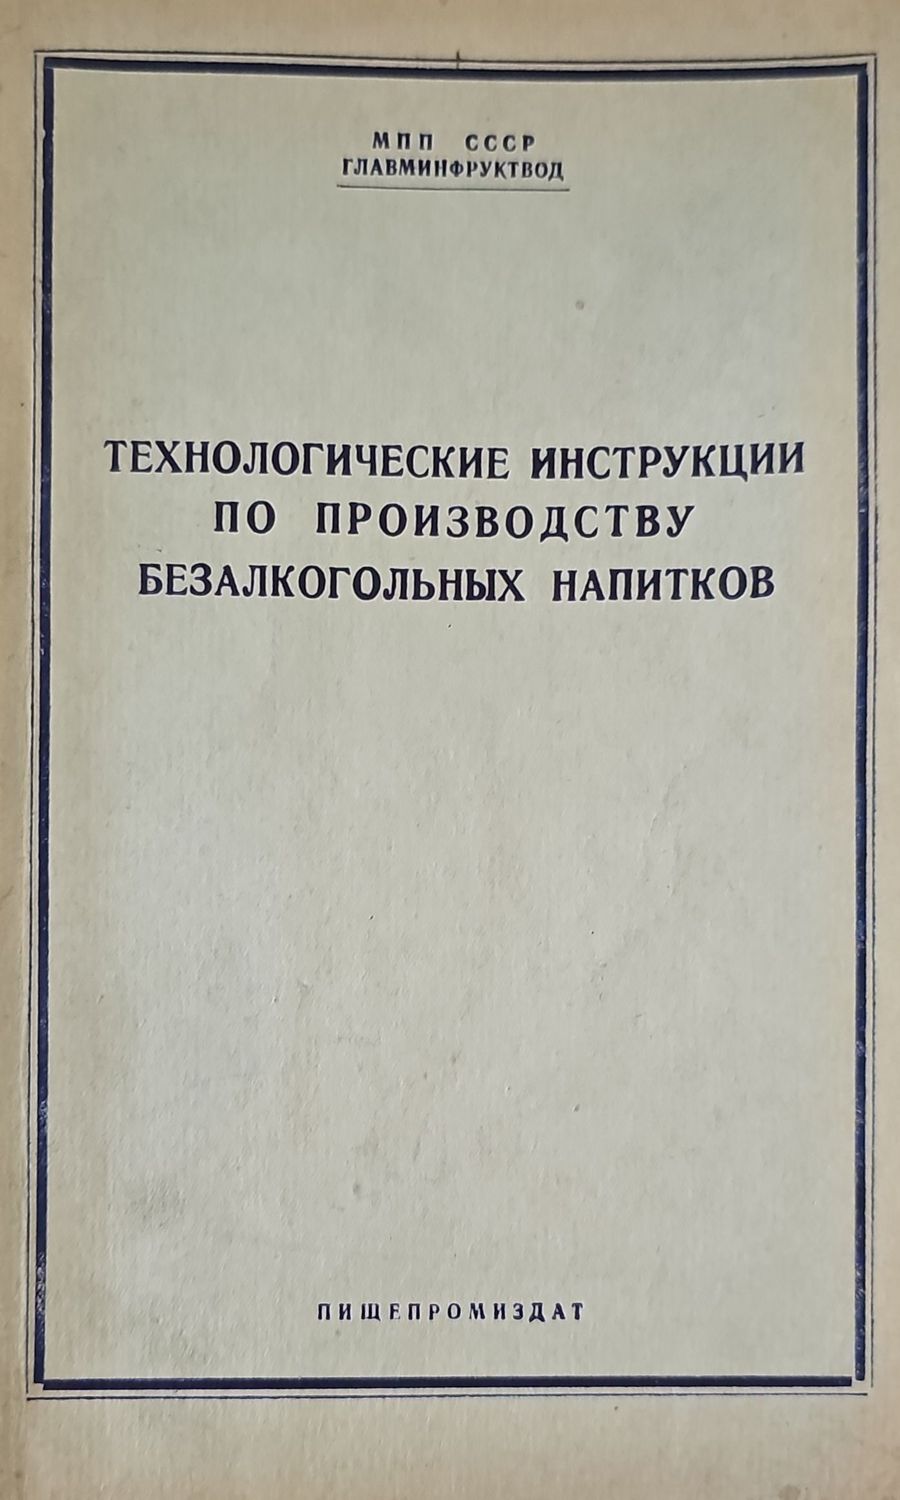 МПП СССР
ГЛАВМИНФРУКТВОД
ТЕХНОЛОГИЧЕСКИЕ ИНСТРУКЦИИ
ПО ПРОИЗВОДСТВУ
БЕЗАЛКОГОЛЬНЫХ НАПИТКОВ
ПИЩЕПРОМИЗДАТ